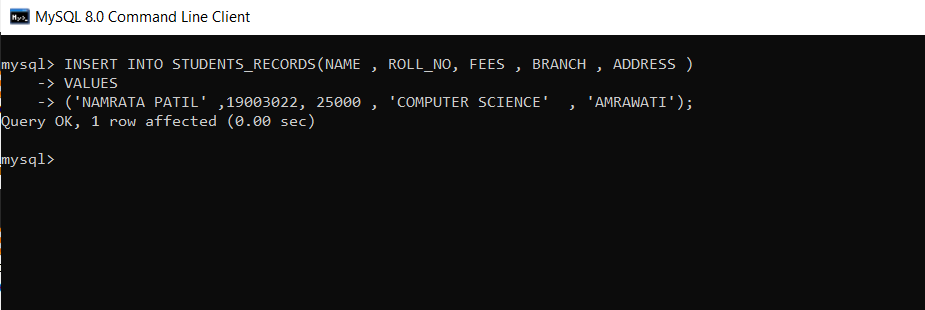 MySQL 8.0 Command Line Client
mysql> INSERT INTO STUDENTS_RECORDS(NAME , ROLL_NO, FEES , BRANCH , ADDRESS )
    -> VALUES
    -> ('NAMRATA PATIL' ,19003022, 25000 , 'COMPUTER SCIENCE'  , 'AMRAWATI');
Query OK, 1 row affected (0.00 sec)
mysql>